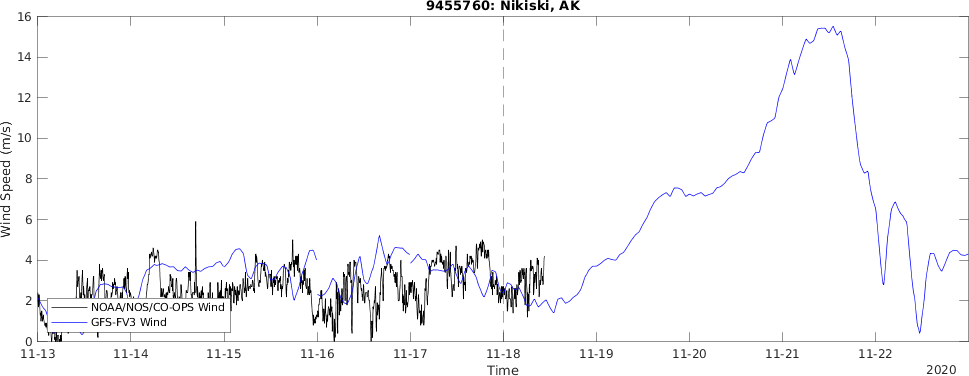 9455760: Nikiski, AK
16
14
12
10
8
6
4
2
0
Wind Speed (m/s)
NOAA/NOS/CO-OPS Wind
GFS-FV3 Wind
11-13 11-14 11-15 11-16 11-17 11-18 11-19 11-20 11-21 11-22
Time
2020